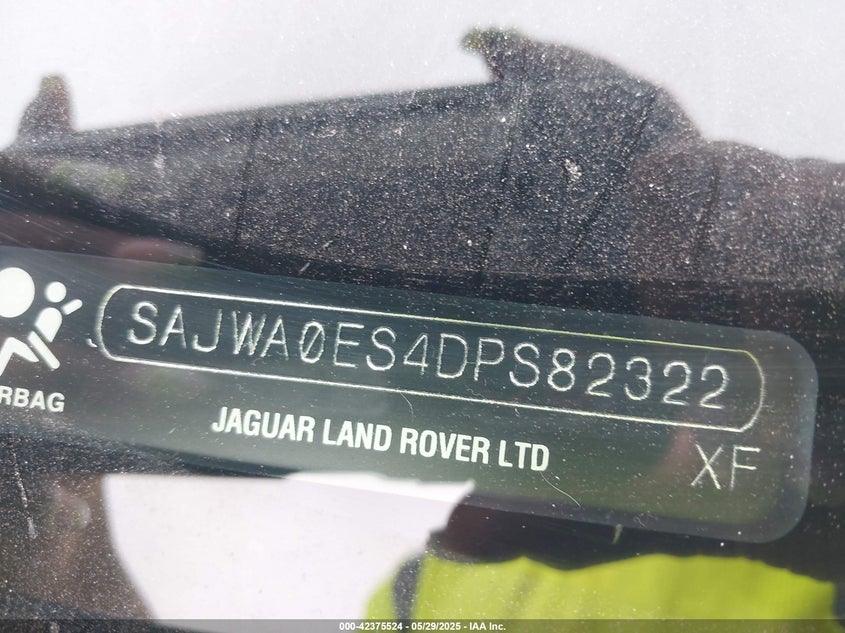 SAJWA0ES4DPS82322
RBAG
JAGUAR LAND ROVER LTD
XF
000-42375524 - 05/29/2025 - IAA Inc.